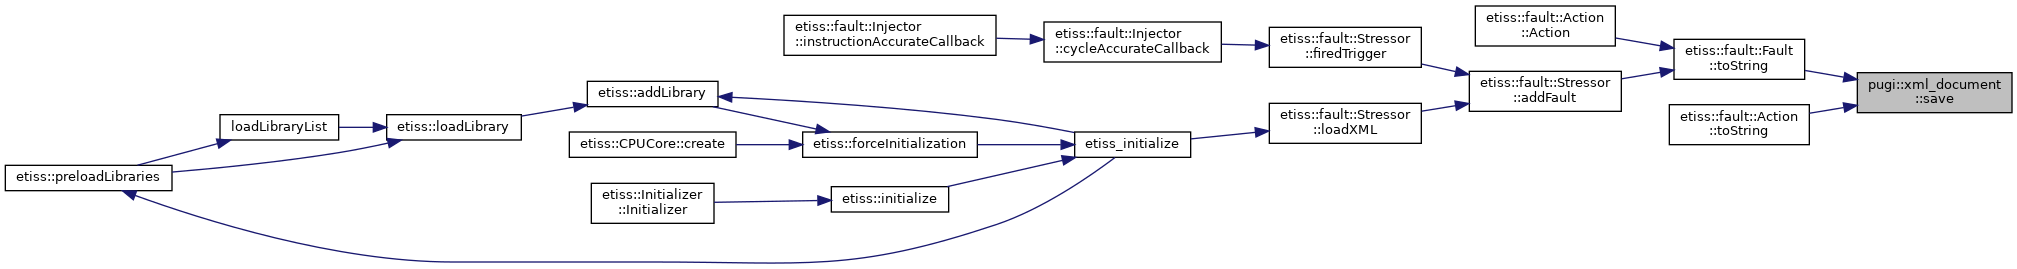 etiss::fault::Injector
::instructionAccurateCallback
etiss::fault::Injector
::cycleAccurateCallback
etiss::fault::Stressor
::firedTrigger
etiss::fault::Action
::Action
etiss::fault::Fault
::toString
pugi::xml_document
::save
etiss::fault::Stressor
::addFault
etiss::fault::Action
::toString
etiss::fault::Stressor
::loadXML
etiss_initialize
etiss::addLibrary
etiss::forceInitialization
etiss::CPUCore::create
etiss::initialize
etiss::Initializer
::Initializer
etiss::loadLibrary
loadLibraryList
etiss::preloadLibraries